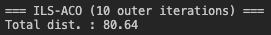 === ILS-ACO (10 outer iterations) ===
Total dist. : 80.64